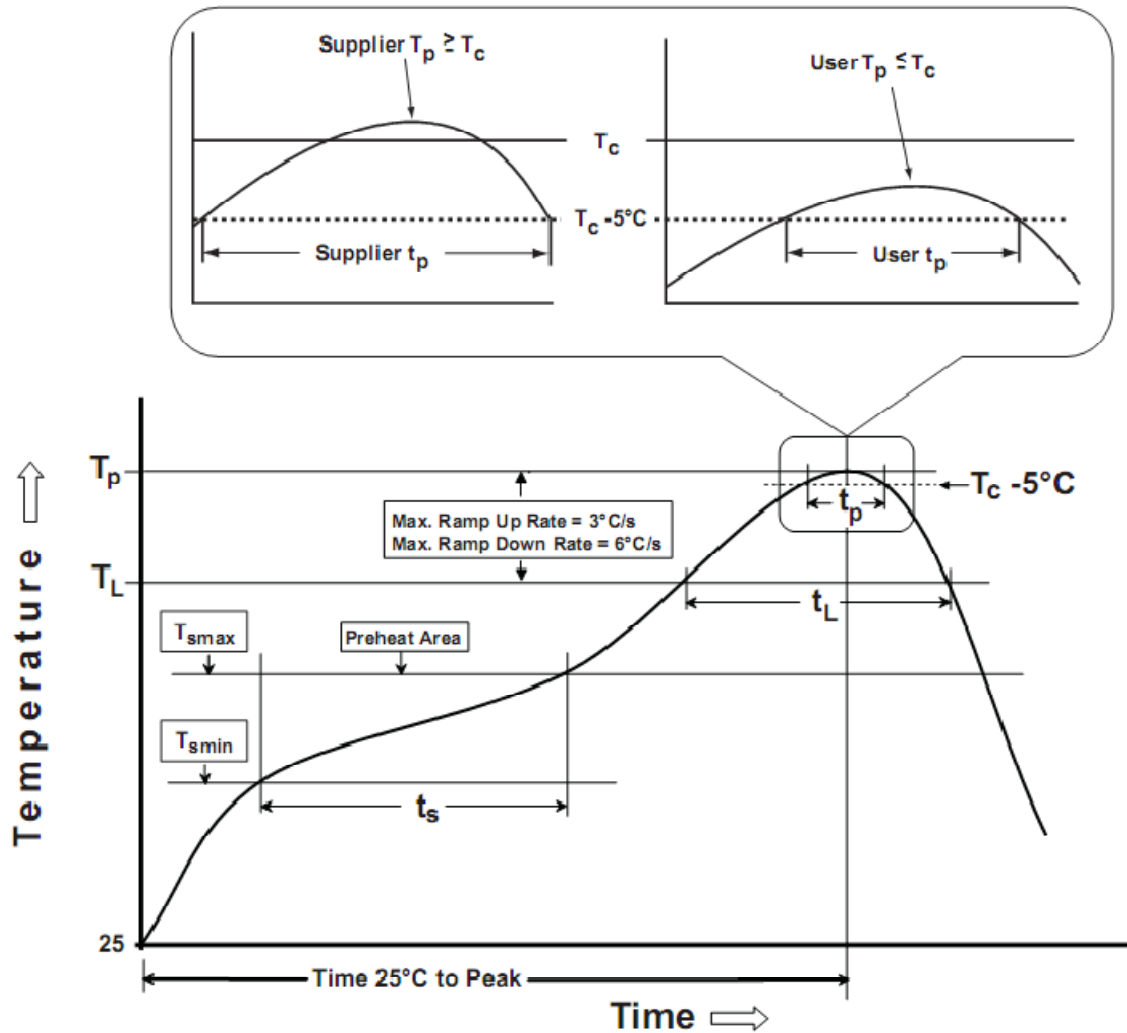 Supplier Tp ≥ Tc
User Tp ≤ Tc
Tc
Tc -5°C
Supplier tp
User tp
Tp
Tc -5°C
tp
Max. Ramp Up Rate = 3°C/s
Max. Ramp Down Rate = 6°C/s
TL
tL
Tsmax
Preheat Area
Tsmin
ts
Temperature
25
Time 25°C to Peak
Time